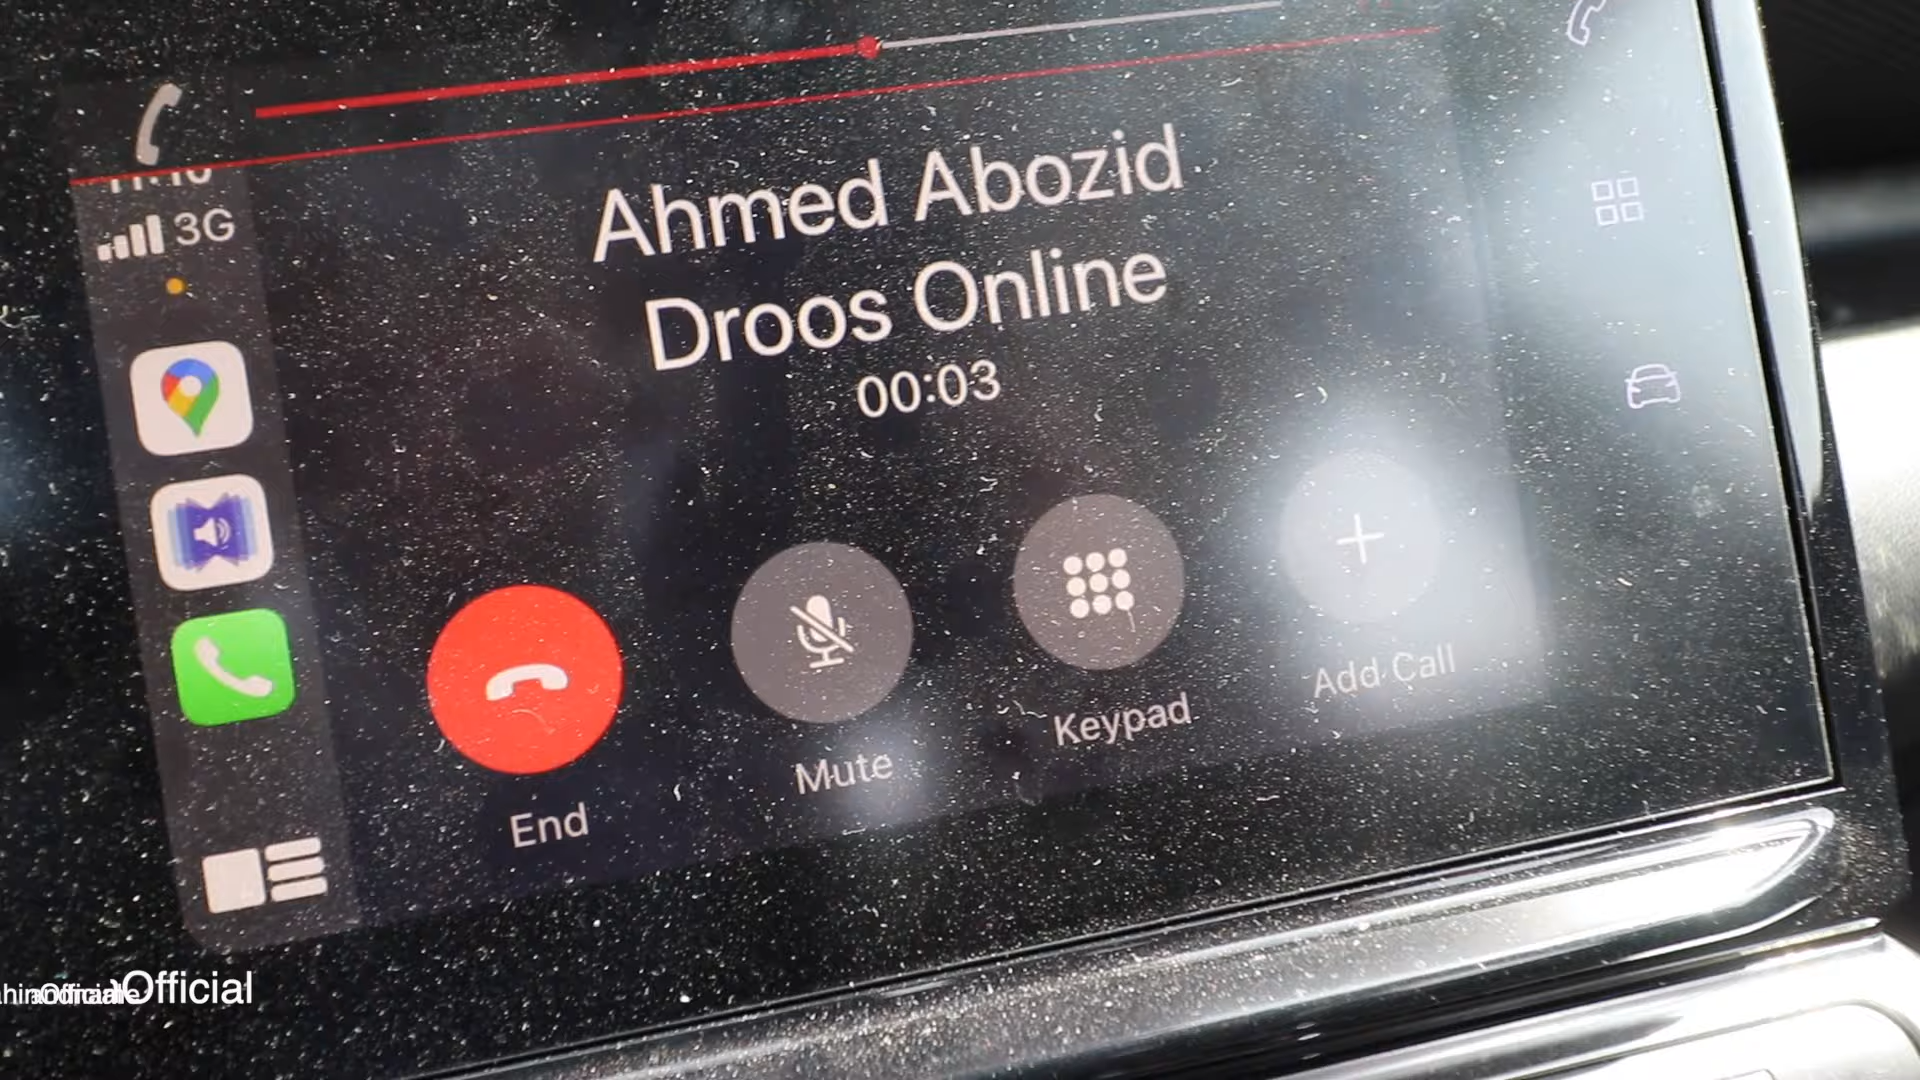 3G
Ahmed Abozid
Droos Online
00:03
End
Mute
Keypad
Add Call
Official